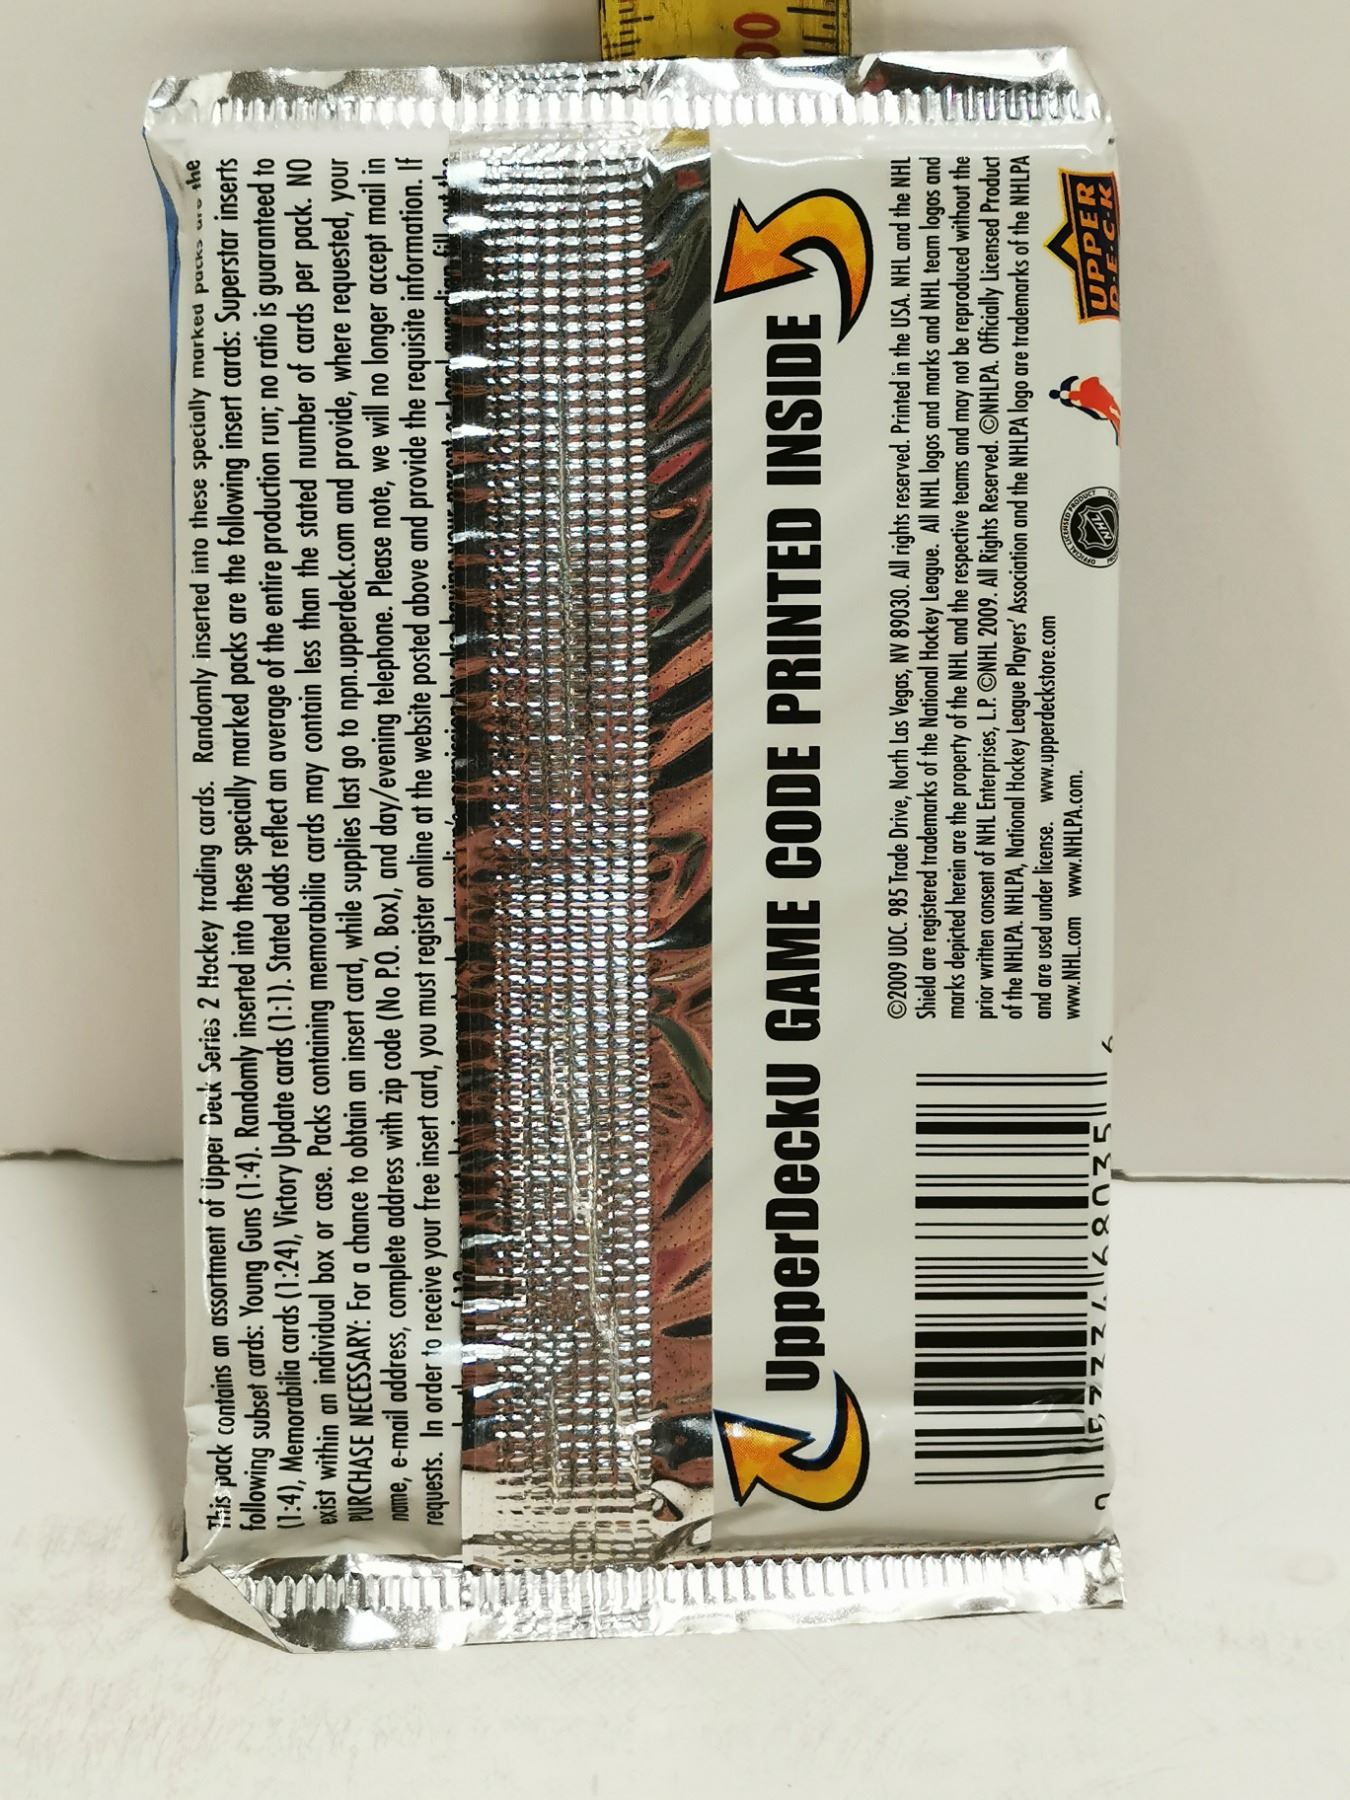 This pack contains an assortment of Upper Deck Series 2 Hockey trading cards. Randomly inserted into these specially marked packs are the
following subset cards: Young Guns (1:4). Randomly inserted into these specially marked packs are the following insert cards: Superstar inserts
(1:4), Memorabilia cards (1:24), Victory Update cards (1:1). Stated odds reflect an average of the entire production run; no ratio is guaranteed to
exist within an individual box or case. Packs containing memorabilia cards may contain less than the stated number of cards per pack. NO
PURCHASE NECESSARY: For a chance to obtain an insert card, while supplies last go to npn.upperdeck.com and provide, where requested, your
name, e-mail address, complete address with zip code (No P.O. Box), and day/evening telephone. Please note, we will no longer accept mail in
requests. In order to receive your free insert card, you must register online at the website posted above and provide the requisite information. If
UpperDeckU GAME CODE PRINTED INSIDE
©2009 UDC. 985 Trade Drive, North Las Vegas, NV 89030. All rights reserved. Printed in the USA. NHL and the NHL
Shield are registered trademarks of the National Hockey League. All NHL logos and marks and NHL team logos and
marks depicted herein are the property of the NHL and the respective teams and may not be reproduced without the
prior written consent of NHL Enterprises, L.P. ©NHL 2009. All Rights Reserved. ©NHLPA. Officially Licensed Product
of the NHLPA. NHLPA, National Hockey League Players' Association and the NHLPA logo are trademarks of the NHLPA
and are used under license. www.upperdeckstore.com
www.NHL.com www.NHLPA.com.
OFFICIAL LICENSED PRODUCT
NHL
UPPER
DECK
68035 6